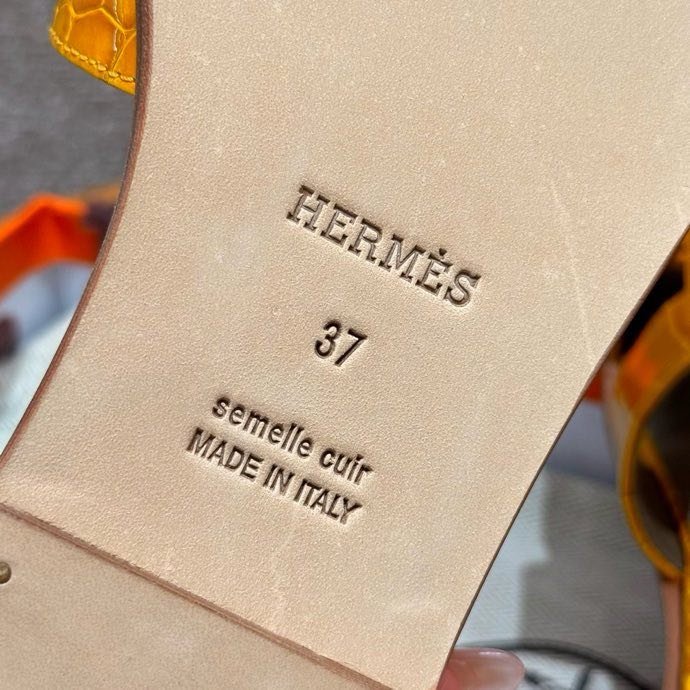 HERMÈS
37
semelle cuir
MADE IN ITALY